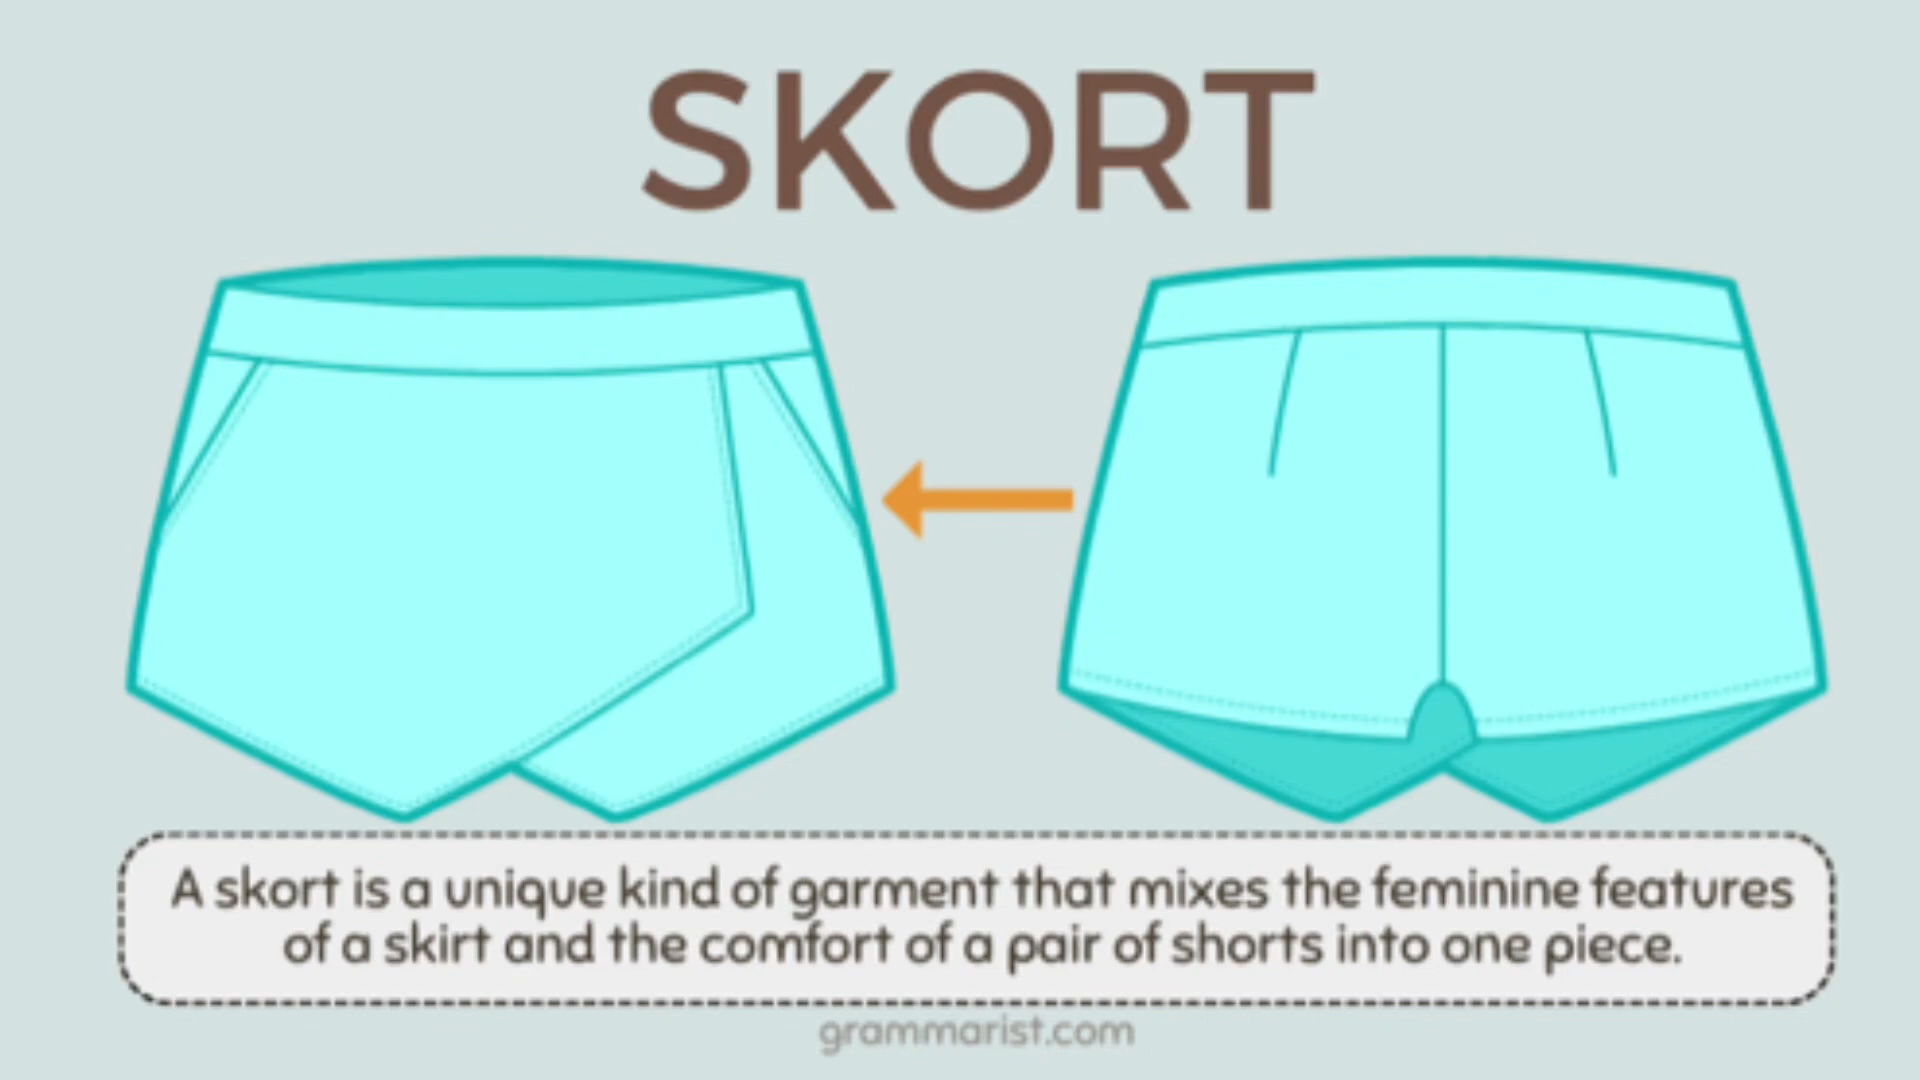 SKORT
A skort is a unique kind of garment that mixes the feminine features
of a skirt and the comfort of a pair of shorts into one piece.
grammarist.com